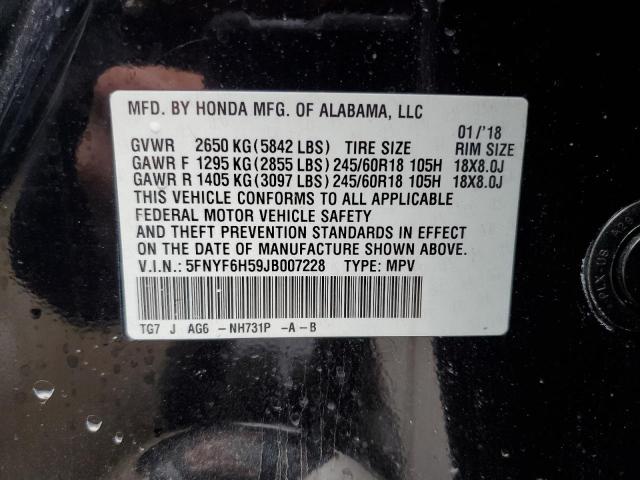 MFD. BY HONDA MFG. OF ALABAMA, LLC
01/'18
GVWR 2650 KG(5842 LBS) TIRE SIZE RIM SIZE
GAWR F 1295 KG(2855 LBS) 245/60R18 105H 18X8.0J
GAWR R 1405 KG(3097 LBS) 245/60R18 105H 18X8.0J
THIS VEHICLE CONFORMS TO ALL APPLICABLE
FEDERAL MOTOR VEHICLE SAFETY
AND THEFT PREVENTION STANDARDS IN EFFECT
ON THE DATE OF MANUFACTURE SHOWN ABOVE.
V.I.N.: 5FNYF6H59JB007228 TYPE: MPV
TG7 J AG6 -NH731P -A-B